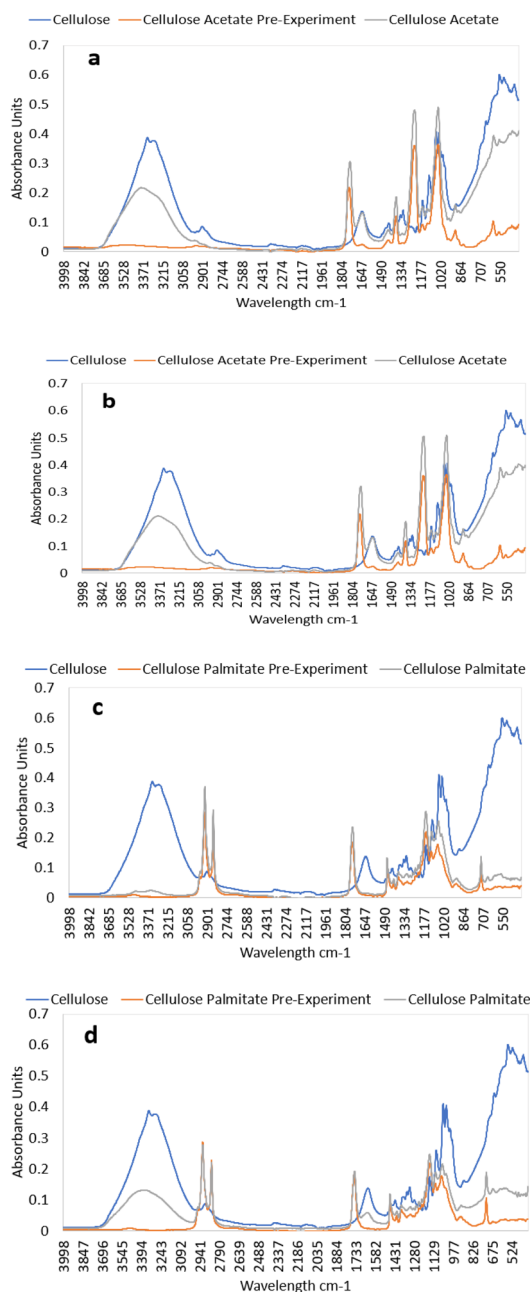 Cellulose Cellulose Acetate Pre-Experiment Cellulose Acetate
a
0.7
0.6
0.5
0.4
0.3
0.2
0.1
0
Absorbance Units
3998 3842 3685 3528 3371 3215 3058 2901 2744 2588 2431 2274 2117 1961 1804 1647 1490 1334 1177 1020 864 707 550
Wavelength cm-1
Cellulose Cellulose Acetate Pre-Experiment Cellulose Acetate
b
0.7
0.6
0.5
0.4
0.3
0.2
0.1
0
Absorbance Units
3998 3842 3685 3528 3371 3215 3058 2901 2744 2588 2431 2274 2117 1961 1804 1647 1490 1334 1177 1020 864 707 550
Wavelength cm-1
Cellulose Cellulose Palmitate Pre-Experiment Cellulose Palmitate
c
0.7
0.6
0.5
0.4
0.3
0.2
0.1
0
Absorbance Units
3998 3842 3685 3528 3371 3215 3058 2901 2744 2588 2431 2274 2117 1961 1804 1647 1490 1334 1177 1020 864 707 550
Wavelength cm-1
Cellulose Cellulose Palmitate Pre-Experiment Cellulose Palmitate
d
0.7
0.6
0.5
0.4
0.3
0.2
0.1
0
Absorbance Units
3998 3847 3696 3545 3394 3243 3091 2941 2790 2639 2488 2337 2186 2035 1884 1733 1582 1431 1280 1129 977 826 675 524
Wavelength cm-1